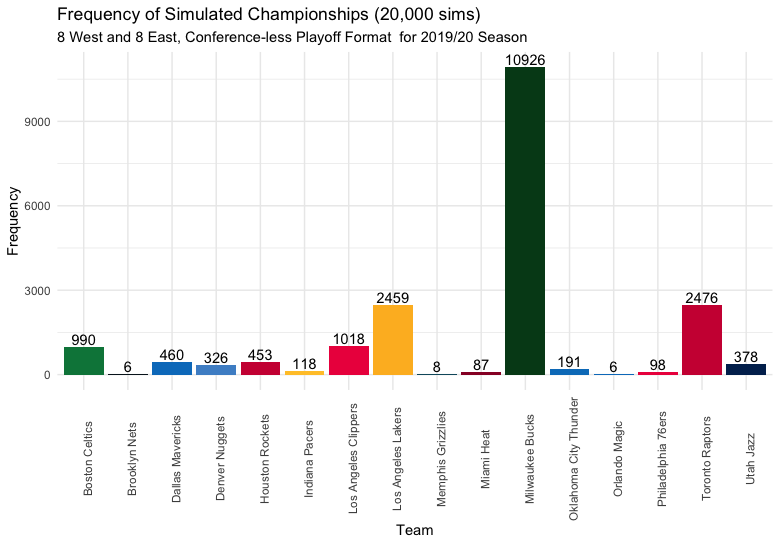 Frequency of Simulated Championships (20,000 sims)
8 West and 8 East, Conference-less Playoff Format  for 2019/20 Season
Frequency
9000
6000
3000
0
990
6
460
326
453
118
1018
2459
8
87
10926
191
6
98
2476
378
Boston Celtics
Brooklyn Nets
Dallas Mavericks
Denver Nuggets
Houston Rockets
Indiana Pacers
Los Angeles Clippers
Los Angeles Lakers
Memphis Grizzlies
Miami Heat
Milwaukee Bucks
Oklahoma City Thunder
Orlando Magic
Philadelphia 76ers
Toronto Raptors
Utah Jazz
Team